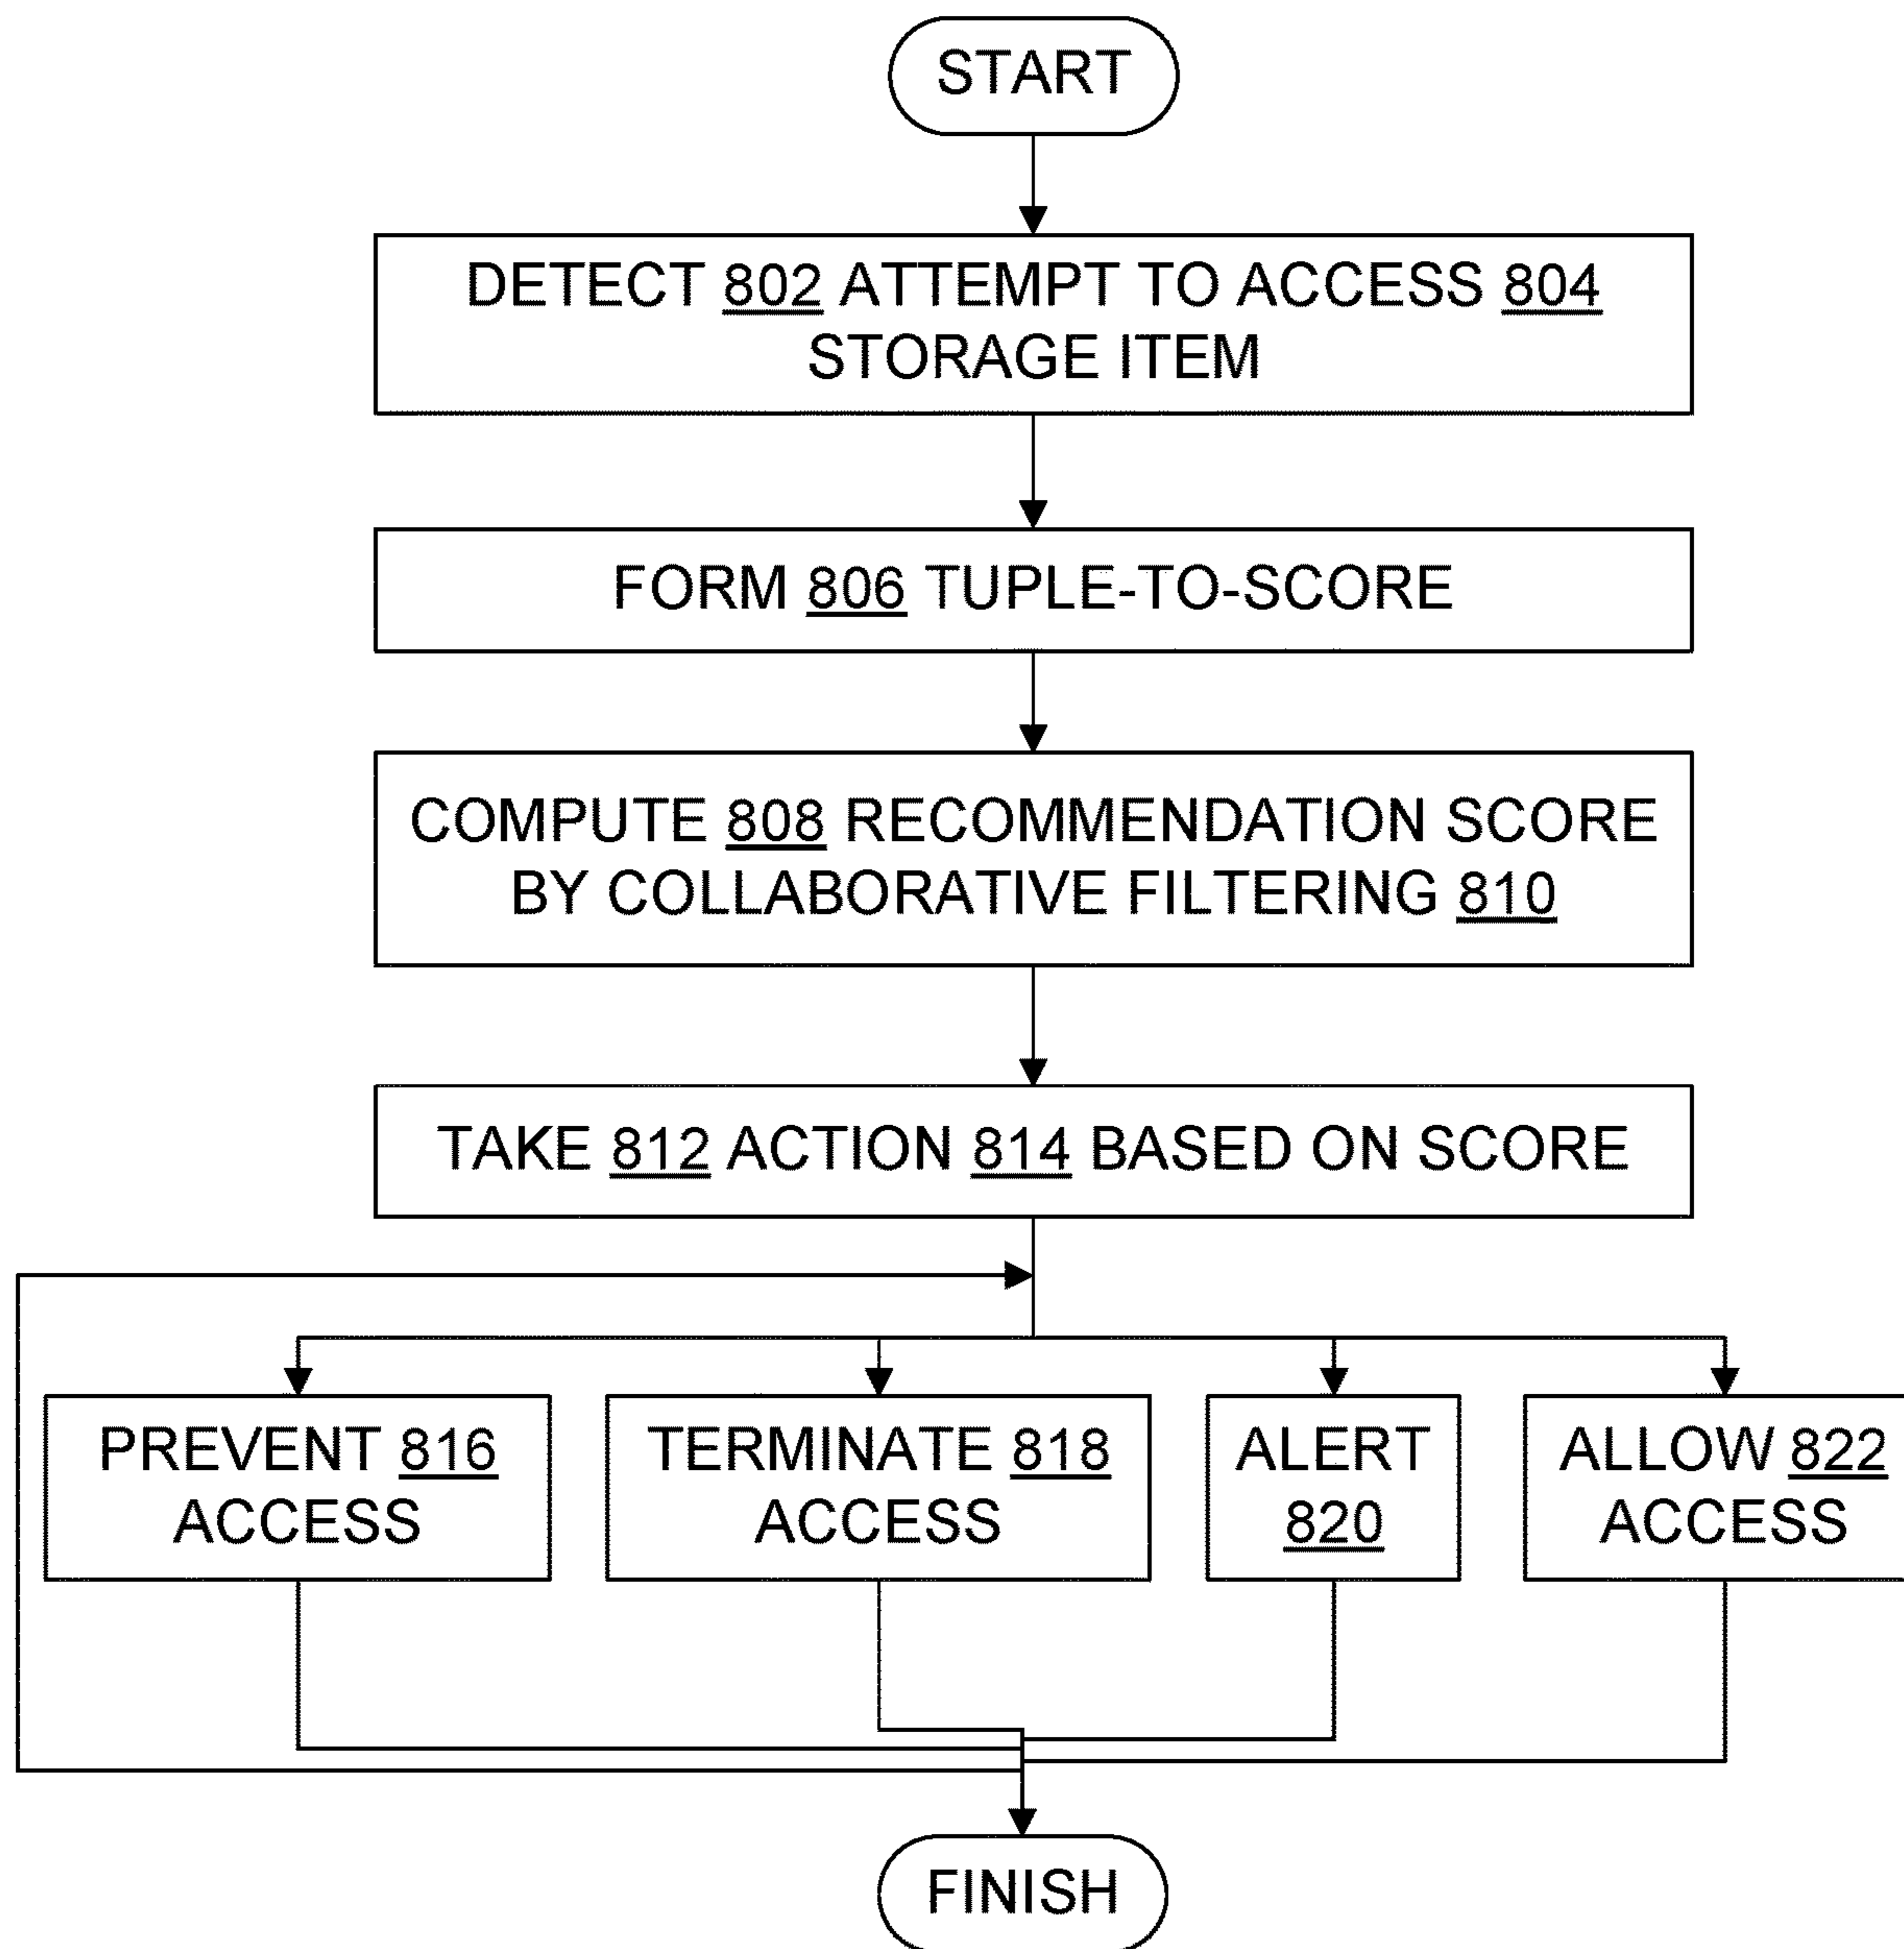 START
DETECT 802 ATTEMPT TO ACCESS 804
STORAGE ITEM
FORM 806 TUPLE-TO-SCORE
COMPUTE 808 RECOMMENDATION SCORE
BY COLLABORATIVE FILTERING 810
TAKE 812 ACTION 814 BASED ON SCORE
PREVENT 816
ACCESS
TERMINATE 818
ACCESS
ALERT
820
ALLOW 822
ACCESS
FINISH